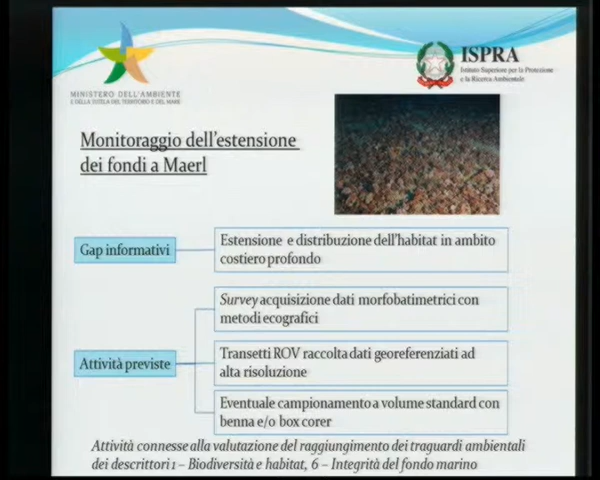 MINISTERO DELL'AMBIENTE
E DELLA TUTELA DEL TERRITORIO E DEL MARE
ISPRA
Istituto Superiore per la Protezione
e la Ricerca Ambientale
Monitoraggio dell'estensione
dei fondi a Maerl
Gap informativi
Estensione e distribuzione dell'habitat in ambito
costiero profondo
Attività previste
Survey acquisizione dati morfobatimetrici con
metodi ecografici
Transetti ROV raccolta dati georeferenziati ad
alta risoluzione
Eventuale campionamento a volume standard con
benna e/o box corer
Attività connesse alla valutazione del raggiungimento dei traguardi ambientali
dei descrittori 1 – Biodiversità e habitat, 6 – Integrità del fondo marino